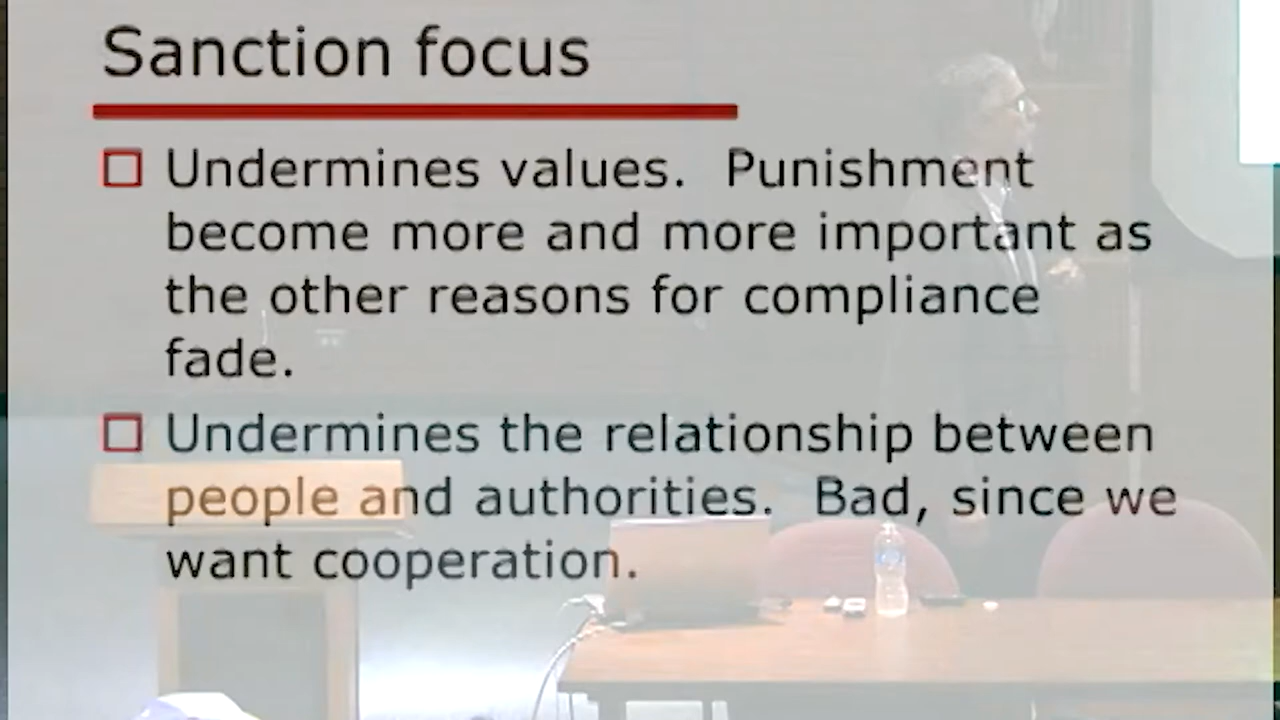 Sanction focus
Undermines values. Punishment
become more and more important as
the other reasons for compliance
fade.
Undermines the relationship between
people and authorities. Bad, since we
want cooperation.